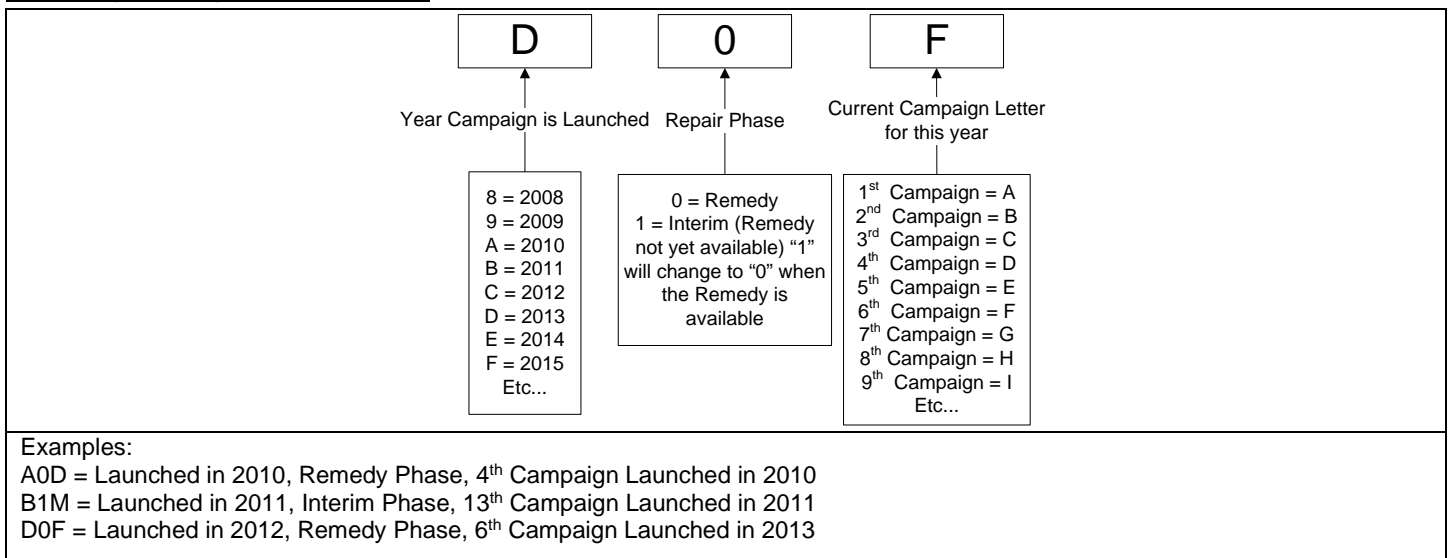 D
0
F
Year Campaign is Launched
Repair Phase
Current Campaign Letter
for this year
8 = 2008
9 = 2009
A = 2010
B = 2011
C = 2012
D = 2013
E = 2014
F = 2015
Etc...
0 = Remedy
1 = Interim (Remedy
not yet available) “1”
will change to “0” when
the Remedy is
available
1st Campaign = A
2nd Campaign = B
3rd Campaign = C
4th Campaign = D
5th Campaign = E
6th Campaign = F
7th Campaign = G
8th Campaign = H
9th Campaign = I
Etc...
Examples:
A0D = Launched in 2010, Remedy Phase, 4th Campaign Launched in 2010
B1M = Launched in 2011, Interim Phase, 13th Campaign Launched in 2011
D0F = Launched in 2012, Remedy Phase, 6th Campaign Launched in 2013